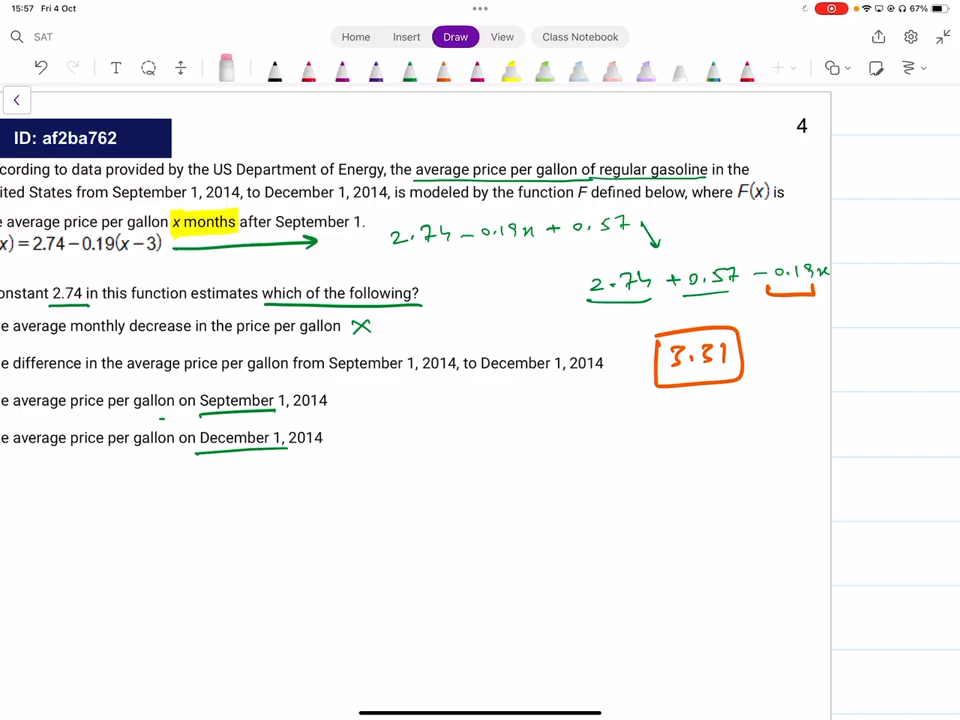 15:57 Fri 4 Oct
67%
SAT
Home Insert Draw View Class Notebook
ID: af2ba762
4
cording to data provided by the US Department of Energy, the average price per gallon of regular gasoline in the
ited States from September 1, 2014, to December 1, 2014, is modeled by the function F defined below, where F(x) is
e average price per gallon x months after September 1.
x) = 2.74 – 0.19(x – 3)
2.74 – 0.19x + 0.57
2.74 + 0.57 – 0.19x
onstant 2.74 in this function estimates which of the following?
e average monthly decrease in the price per gallon ×
3.31
e difference in the average price per gallon from September 1, 2014, to December 1, 2014
e average price per gallon on September 1, 2014
e average price per gallon on December 1, 2014